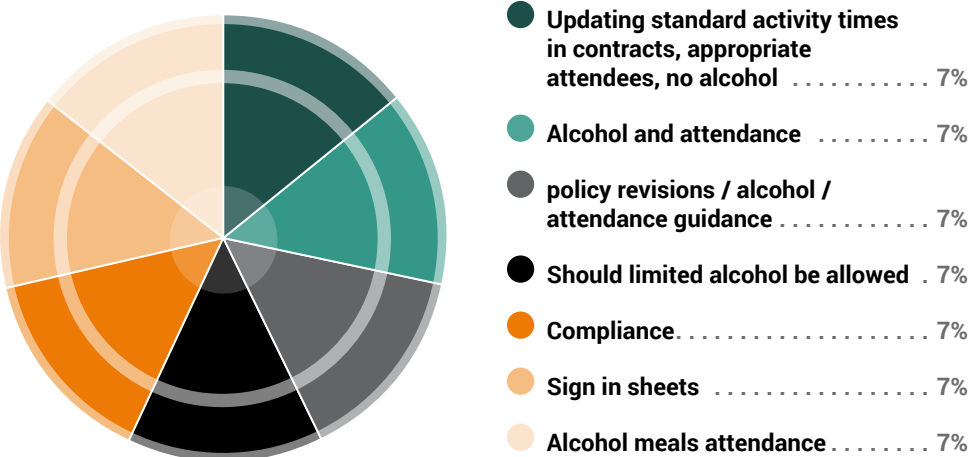 Updating standard activity times
in contracts, appropriate
attendees, no alcohol . . . . . . . . . . . 7%
Alcohol and attendance . . . . . . . . . 7%
policy revisions / alcohol /
attendance guidance . . . . . . . . . . . . 7%
Should limited alcohol be allowed . 7%
Compliance. . . . . . . . . . . . . . . . . . . . 7%
Sign in sheets . . . . . . . . . . . . . . . . . 7%
Alcohol meals attendance . . . . . . . . 7%